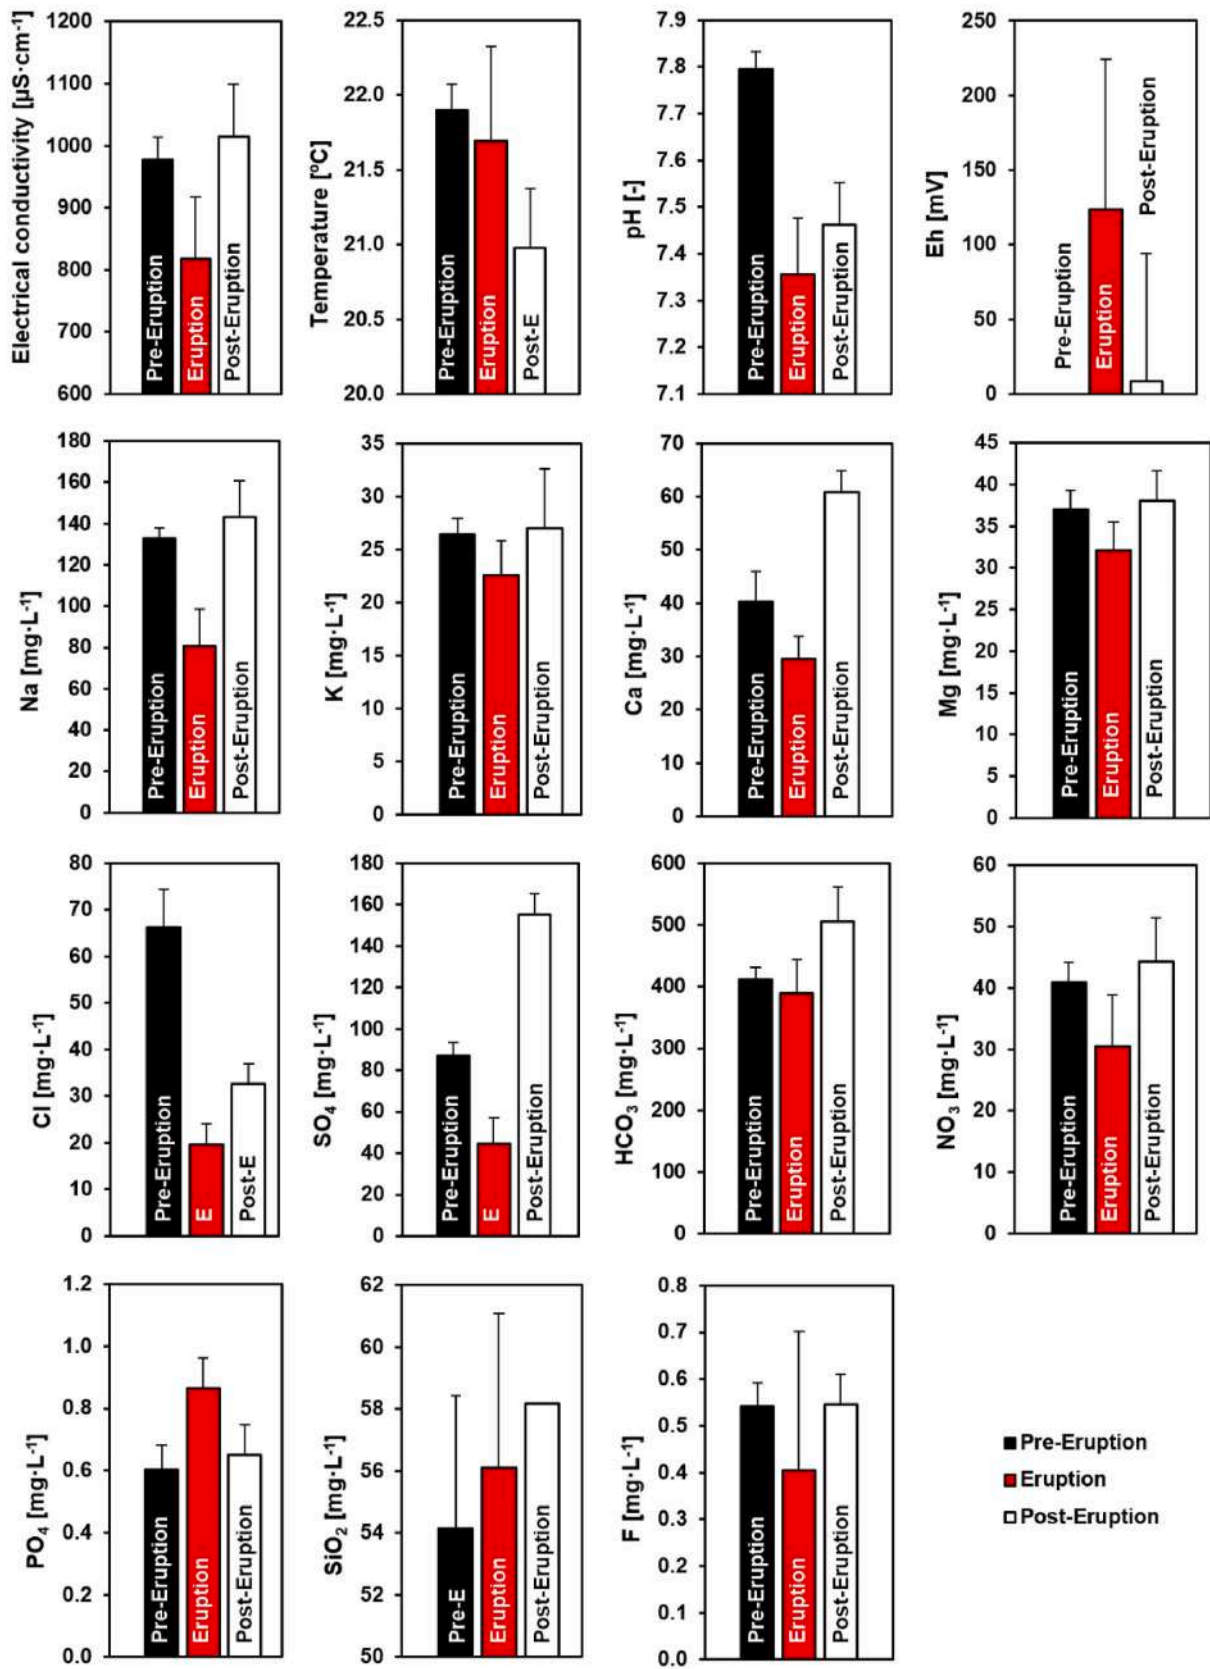 Electrical conductivity [µS·cm⁻¹]
1200
1100
1000
900
800
700
600
Pre-Eruption
Eruption
Post-Eruption
Temperature [ºC]
22.5
22.0
21.5
21.0
20.5
20.0
Pre-Eruption
Eruption
Post-E
pH [-]
7.9
7.8
7.7
7.6
7.5
7.4
7.3
7.2
7.1
Pre-Eruption
Eruption
Post-Eruption
Eh [mV]
250
200
150
100
50
0
Pre-Eruption
Eruption
Post-Eruption
Na [mg·L⁻¹]
180
160
140
120
100
80
60
40
20
0
Pre-Eruption
Eruption
Post-Eruption
K [mg·L⁻¹]
35
30
25
20
15
10
5
0
Pre-Eruption
Eruption
Post-Eruption
Ca [mg·L⁻¹]
70
60
50
40
30
20
10
0
Pre-Eruption
Eruption
Post-Eruption
Mg [mg·L⁻¹]
45
40
35
30
25
20
15
10
5
0
Pre-Eruption
Eruption
Post-Eruption
Cl [mg·L⁻¹]
80
70
60
50
40
30
20
10
0
Pre-Eruption
E
Post-E
SO₄ [mg·L⁻¹]
180
160
140
120
100
80
60
40
20
0
Pre-Eruption
E
Post-Eruption
HCO₃ [mg·L⁻¹]
600
500
400
300
200
100
0
Pre-Eruption
Eruption
Post-Eruption
NO₃ [mg·L⁻¹]
60
50
40
30
20
10
0
Pre-Eruption
Eruption
Post-Eruption
PO₄ [mg·L⁻¹]
1.2
1.0
0.8
0.6
0.4
0.2
0.0
Pre-Eruption
Eruption
Post-Eruption
SiO₂ [mg·L⁻¹]
62
60
58
56
54
52
50
Pre-E
Eruption
Post-Eruption
F [mg·L⁻¹]
0.8
0.7
0.6
0.5
0.4
0.3
0.2
0.1
0.0
Pre-Eruption
Eruption
Post-Eruption
Pre-Eruption
Eruption
Post-Eruption